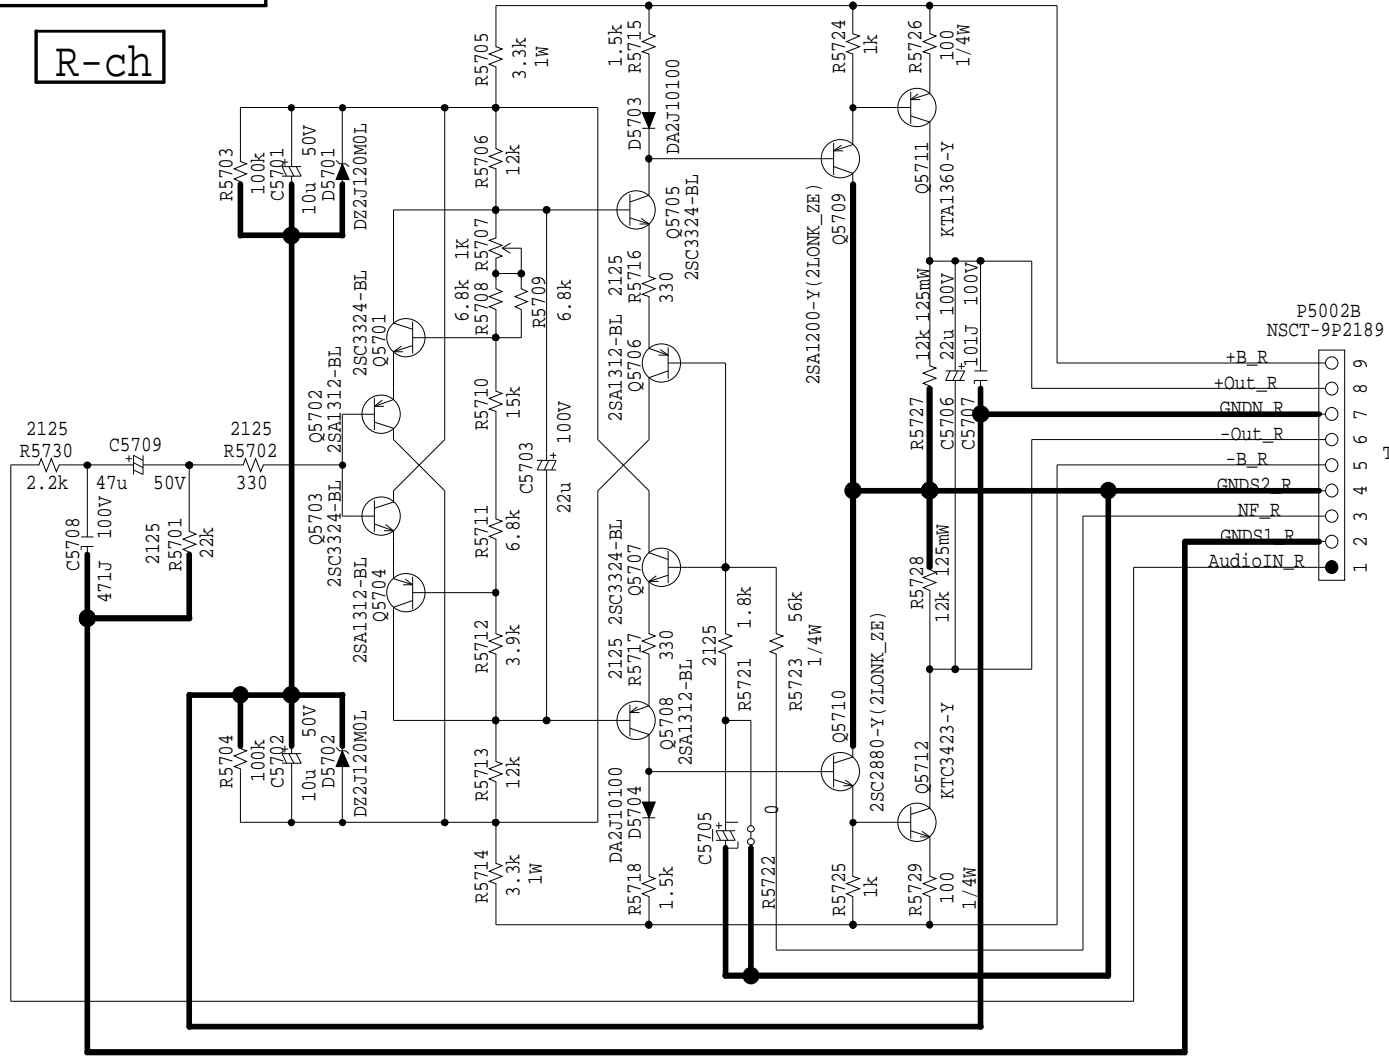 R-ch
R5705
3.3k
1W
1.5k
R5715
R5724
1k
R5726
100
1/4W
D5703
DA2J10100
R5703
100k
C5701
10u
50V
D5701
DZ2J120M0L
R5706
12k
Q5705
2SC3324-BL
2SA1200-Y(2LONK_ZE)
Q5709
Q5711
KTA1360-Y
1K
R5707
6.8k
R5708
R5709
6.8k
2125
R5716
330
2SC3324-BL
Q5701
Q5702
2SA1312-BL
2SA1312-BL
Q5706
12k 125mW
R5727
22u 100V
C5706
101J 100V
C5707
P5002B
NSCT-9P2189
+B_R
9
+Out_R
8
GNDN_R
7
-Out_R
6
-B_R
5
GNDS2_R
4
NF_R
3
GNDS1_R
2
AudioIN_R
1
T
R5710
15k
C5703
100V
22u
2125
R5730
2.2k
C5709
47u
50V
2125
R5702
330
C5708
100V
471J
2125
R5701
22k
Q5703
2SC3324-BL
2SA1312-BL
Q5704
R5711
6.8k
2SC3324-BL
Q5707
R5712
3.9k
2125
R5717
330
2125
R5721
1.8k
R5723
56k
1/4W
R5728
12k 125mW
Q5708
2SA1312-BL
Q5710
2SC2880-Y(2LONK_ZE)
Q5712
KTC3423-Y
R5704
100k
C5702
10u
50V
D5702
DZ2J120M0L
R5713
12k
DA2J10100
D5704
C5705
R5722
0
R5714
3.3k
1W
R5718
1.5k
R5725
1k
R5729
100
1/4W